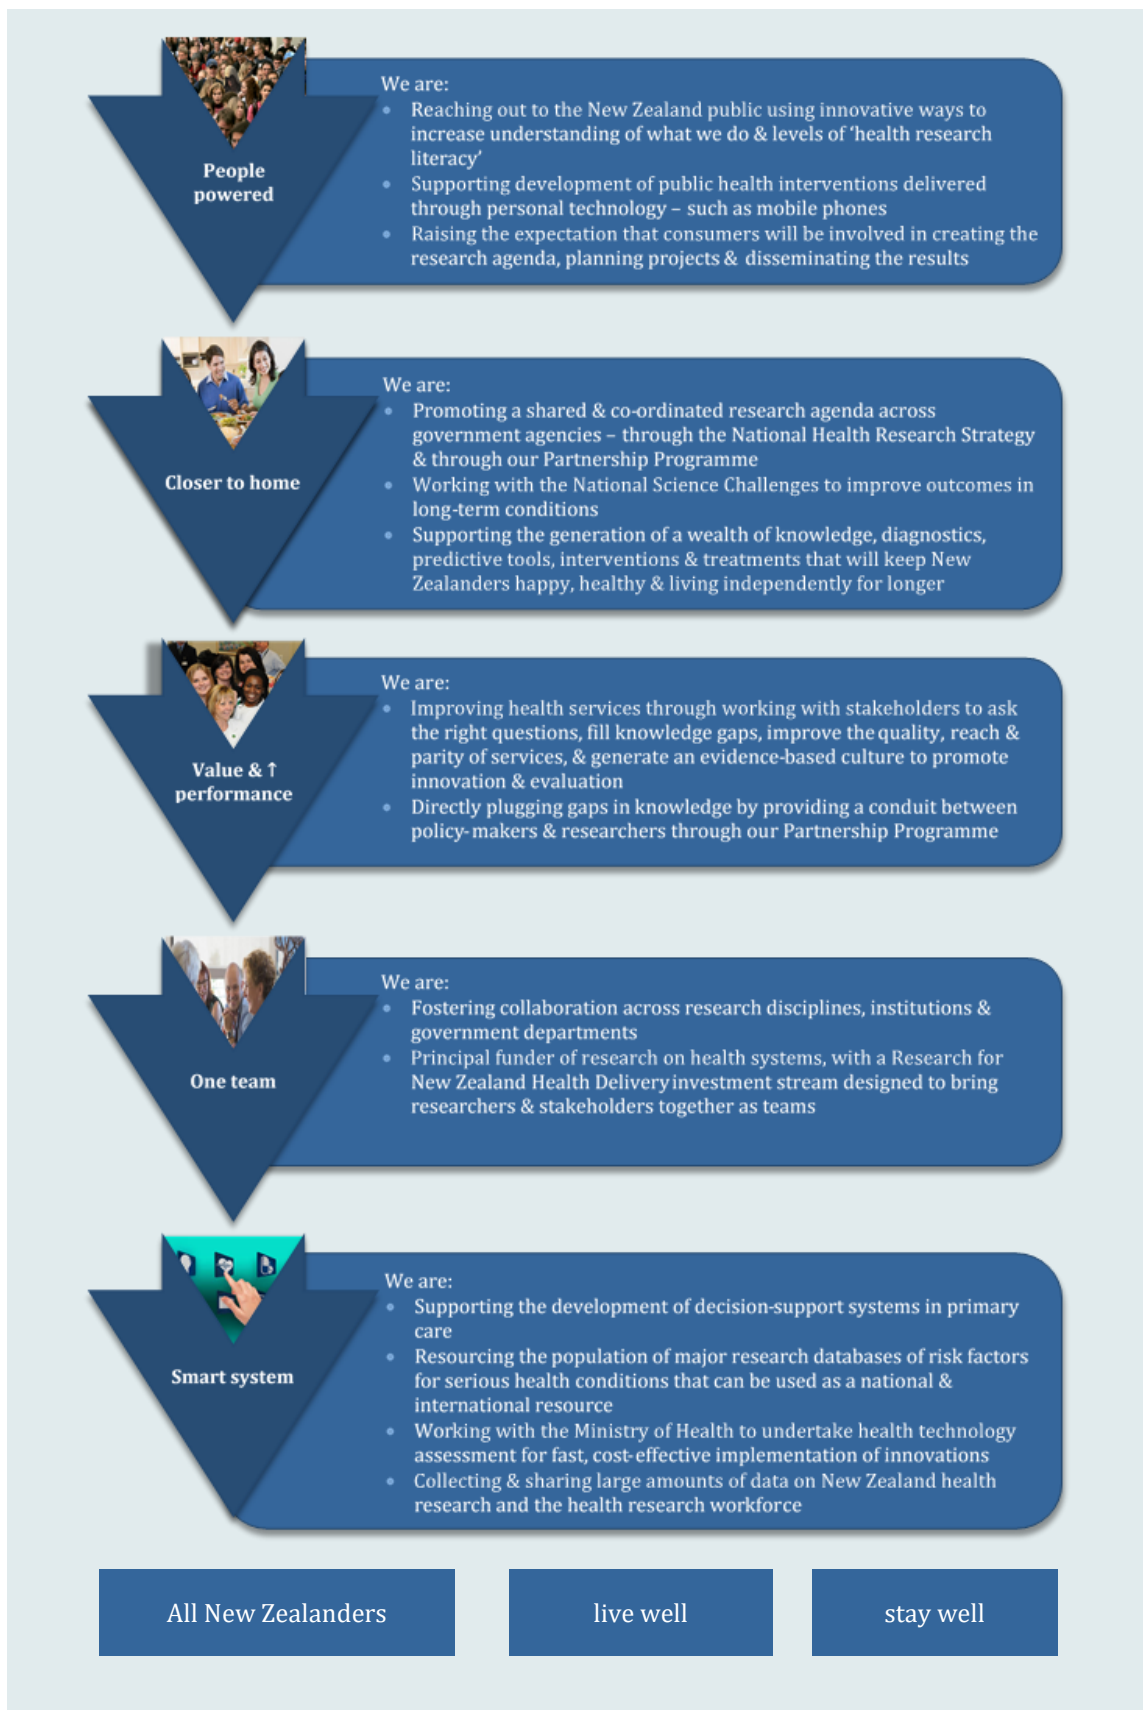 People
powered
We are:
• Reaching out to the New Zealand public using innovative ways to
increase understanding of what we do & levels of ‘health research
literacy’
• Supporting development of public health interventions delivered
through personal technology – such as mobile phones
• Raising the expectation that consumers will be involved in creating the
research agenda, planning projects & disseminating the results
Closer to home
We are:
• Promoting a shared & co-ordinated research agenda across
government agencies – through the National Health Research Strategy
& through our Partnership Programme
• Working with the National Science Challenges to improve outcomes in
long-term conditions
• Supporting the generation of a wealth of knowledge, diagnostics,
predictive tools, interventions & treatments that will keep New
Zealanders happy, healthy & living independently for longer
Value & ↑
performance
We are:
• Improving health services through working with stakeholders to ask
the right questions, fill knowledge gaps, improve the quality, reach &
parity of services, & generate an evidence-based culture to promote
innovation & evaluation
• Directly plugging gaps in knowledge by providing a conduit between
policy-makers & researchers through our Partnership Programme
One team
We are:
• Fostering collaboration across research disciplines, institutions &
government departments
• Principal funder of research on health systems, with a Research for
New Zealand Health Delivery investment stream designed to bring
researchers & stakeholders together as teams
Smart system
We are:
• Supporting the development of decision-support systems in primary
care
• Resourcing the population of major research databases of risk factors
for serious health conditions that can be used as a national &
international resource
• Working with the Ministry of Health to undertake health technology
assessment for fast, cost-effective implementation of innovations
• Collecting & sharing large amounts of data on New Zealand health
research and the health research workforce
All New Zealanders
live well
stay well